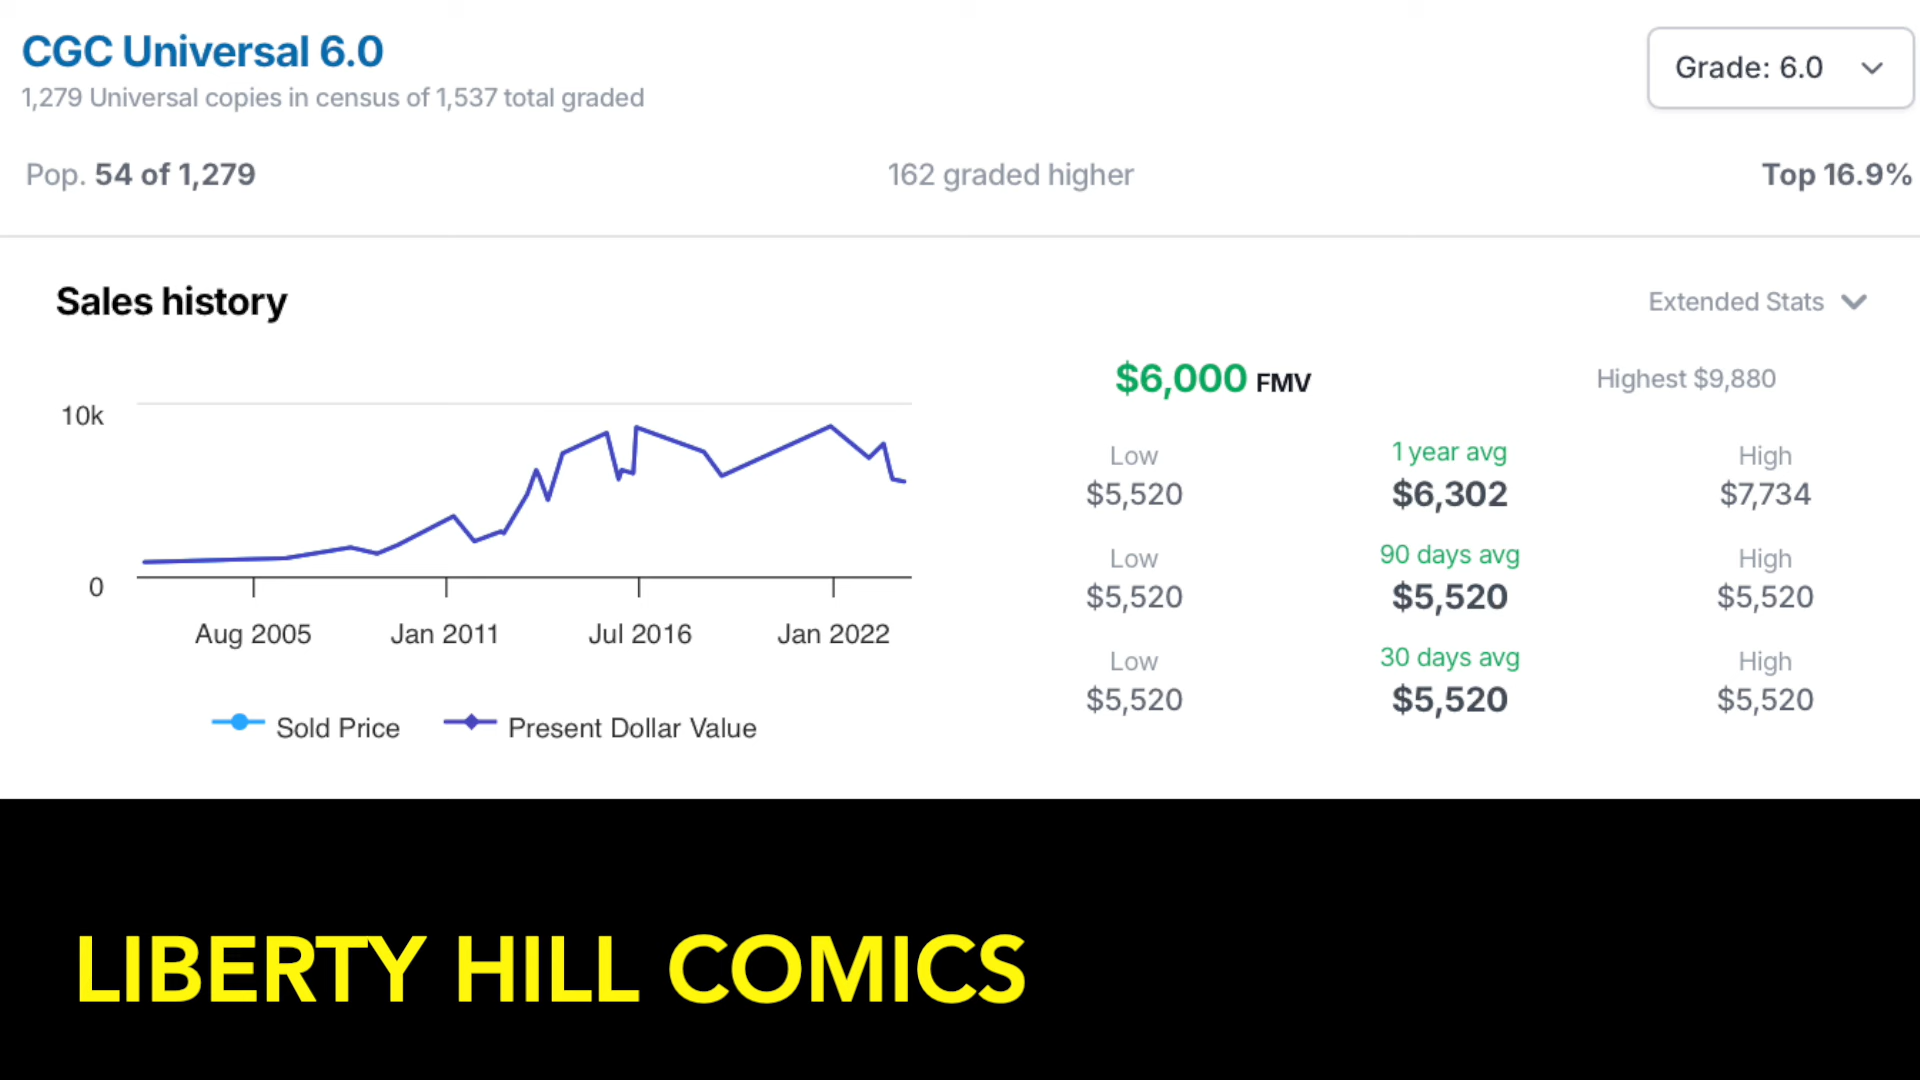 CGC Universal 6.0
Grade: 6.0
1,279 Universal copies in census of 1,537 total graded
Pop. 54 of 1,279
162 graded higher
Top 16.9%
Sales history
Extended Stats
$6,000 FMV
Highest $9,880
10k
0
Aug 2005
Jan 2011
Jul 2016
Jan 2022
Sold Price
Present Dollar Value
Low
1 year avg
High
$5,520
$6,302
$7,734
Low
90 days avg
High
$5,520
$5,520
$5,520
Low
30 days avg
High
$5,520
$5,520
$5,520
LIBERTY HILL COMICS